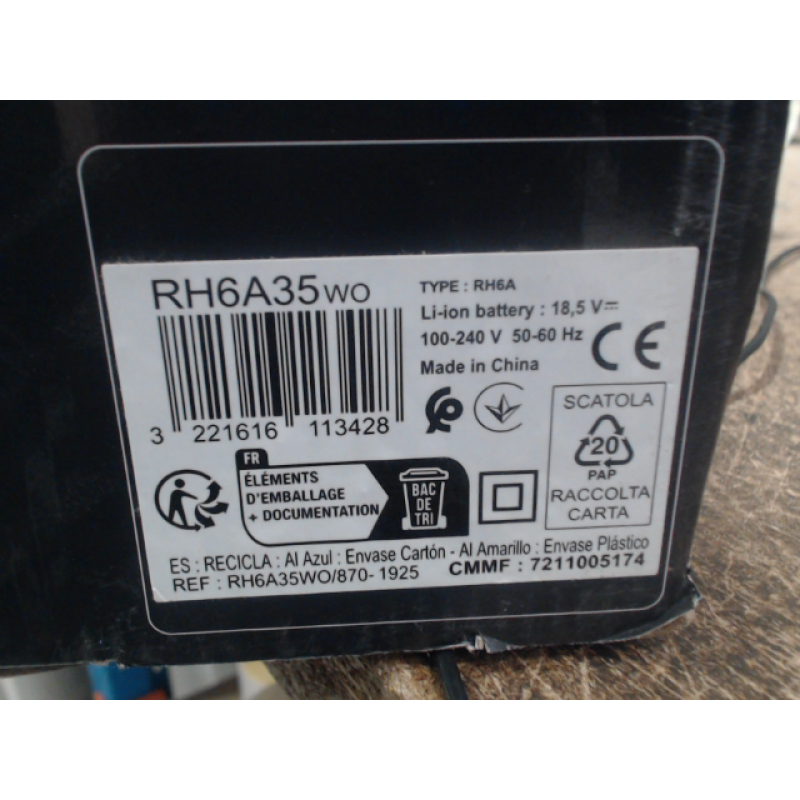 RH6A35WO
TYPE : RH6A
Li-ion battery : 18,5 V⎓
100-240 V 50-60 Hz
Made in China
CE
3 221616 113428
SCATOLA
20
PAP
RACCOLTA
CARTA
FR
ÉLÉMENTS
D'EMBALLAGE
+ DOCUMENTATION
BAC
DE
TRI
ES : RECICLA : Al Azul : Envase Cartón - Al Amarillo : Envase Plástico
REF : RH6A35WO/870- 1925 CMMF : 7211005174